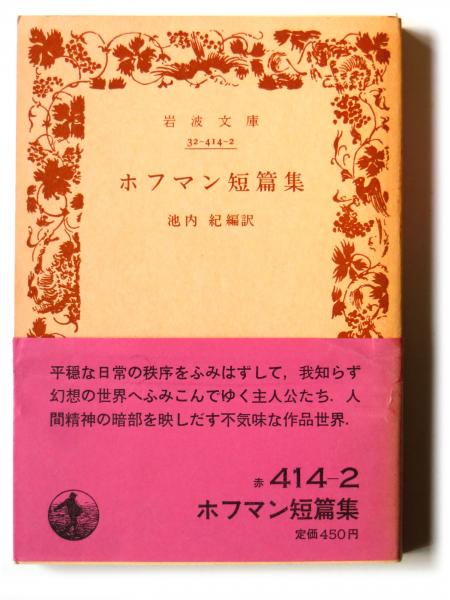 岩波文庫
32-414-2
ホフマン短篇集
池内 紀編訳
平穏な日常の秩序をふみはずして，我知らず
幻想の世界へふみこんでゆく主人公たち．人
間精神の暗部を映しだす不気味な作品世界．
赤 414-2
ホフマン短篇集
定価450円